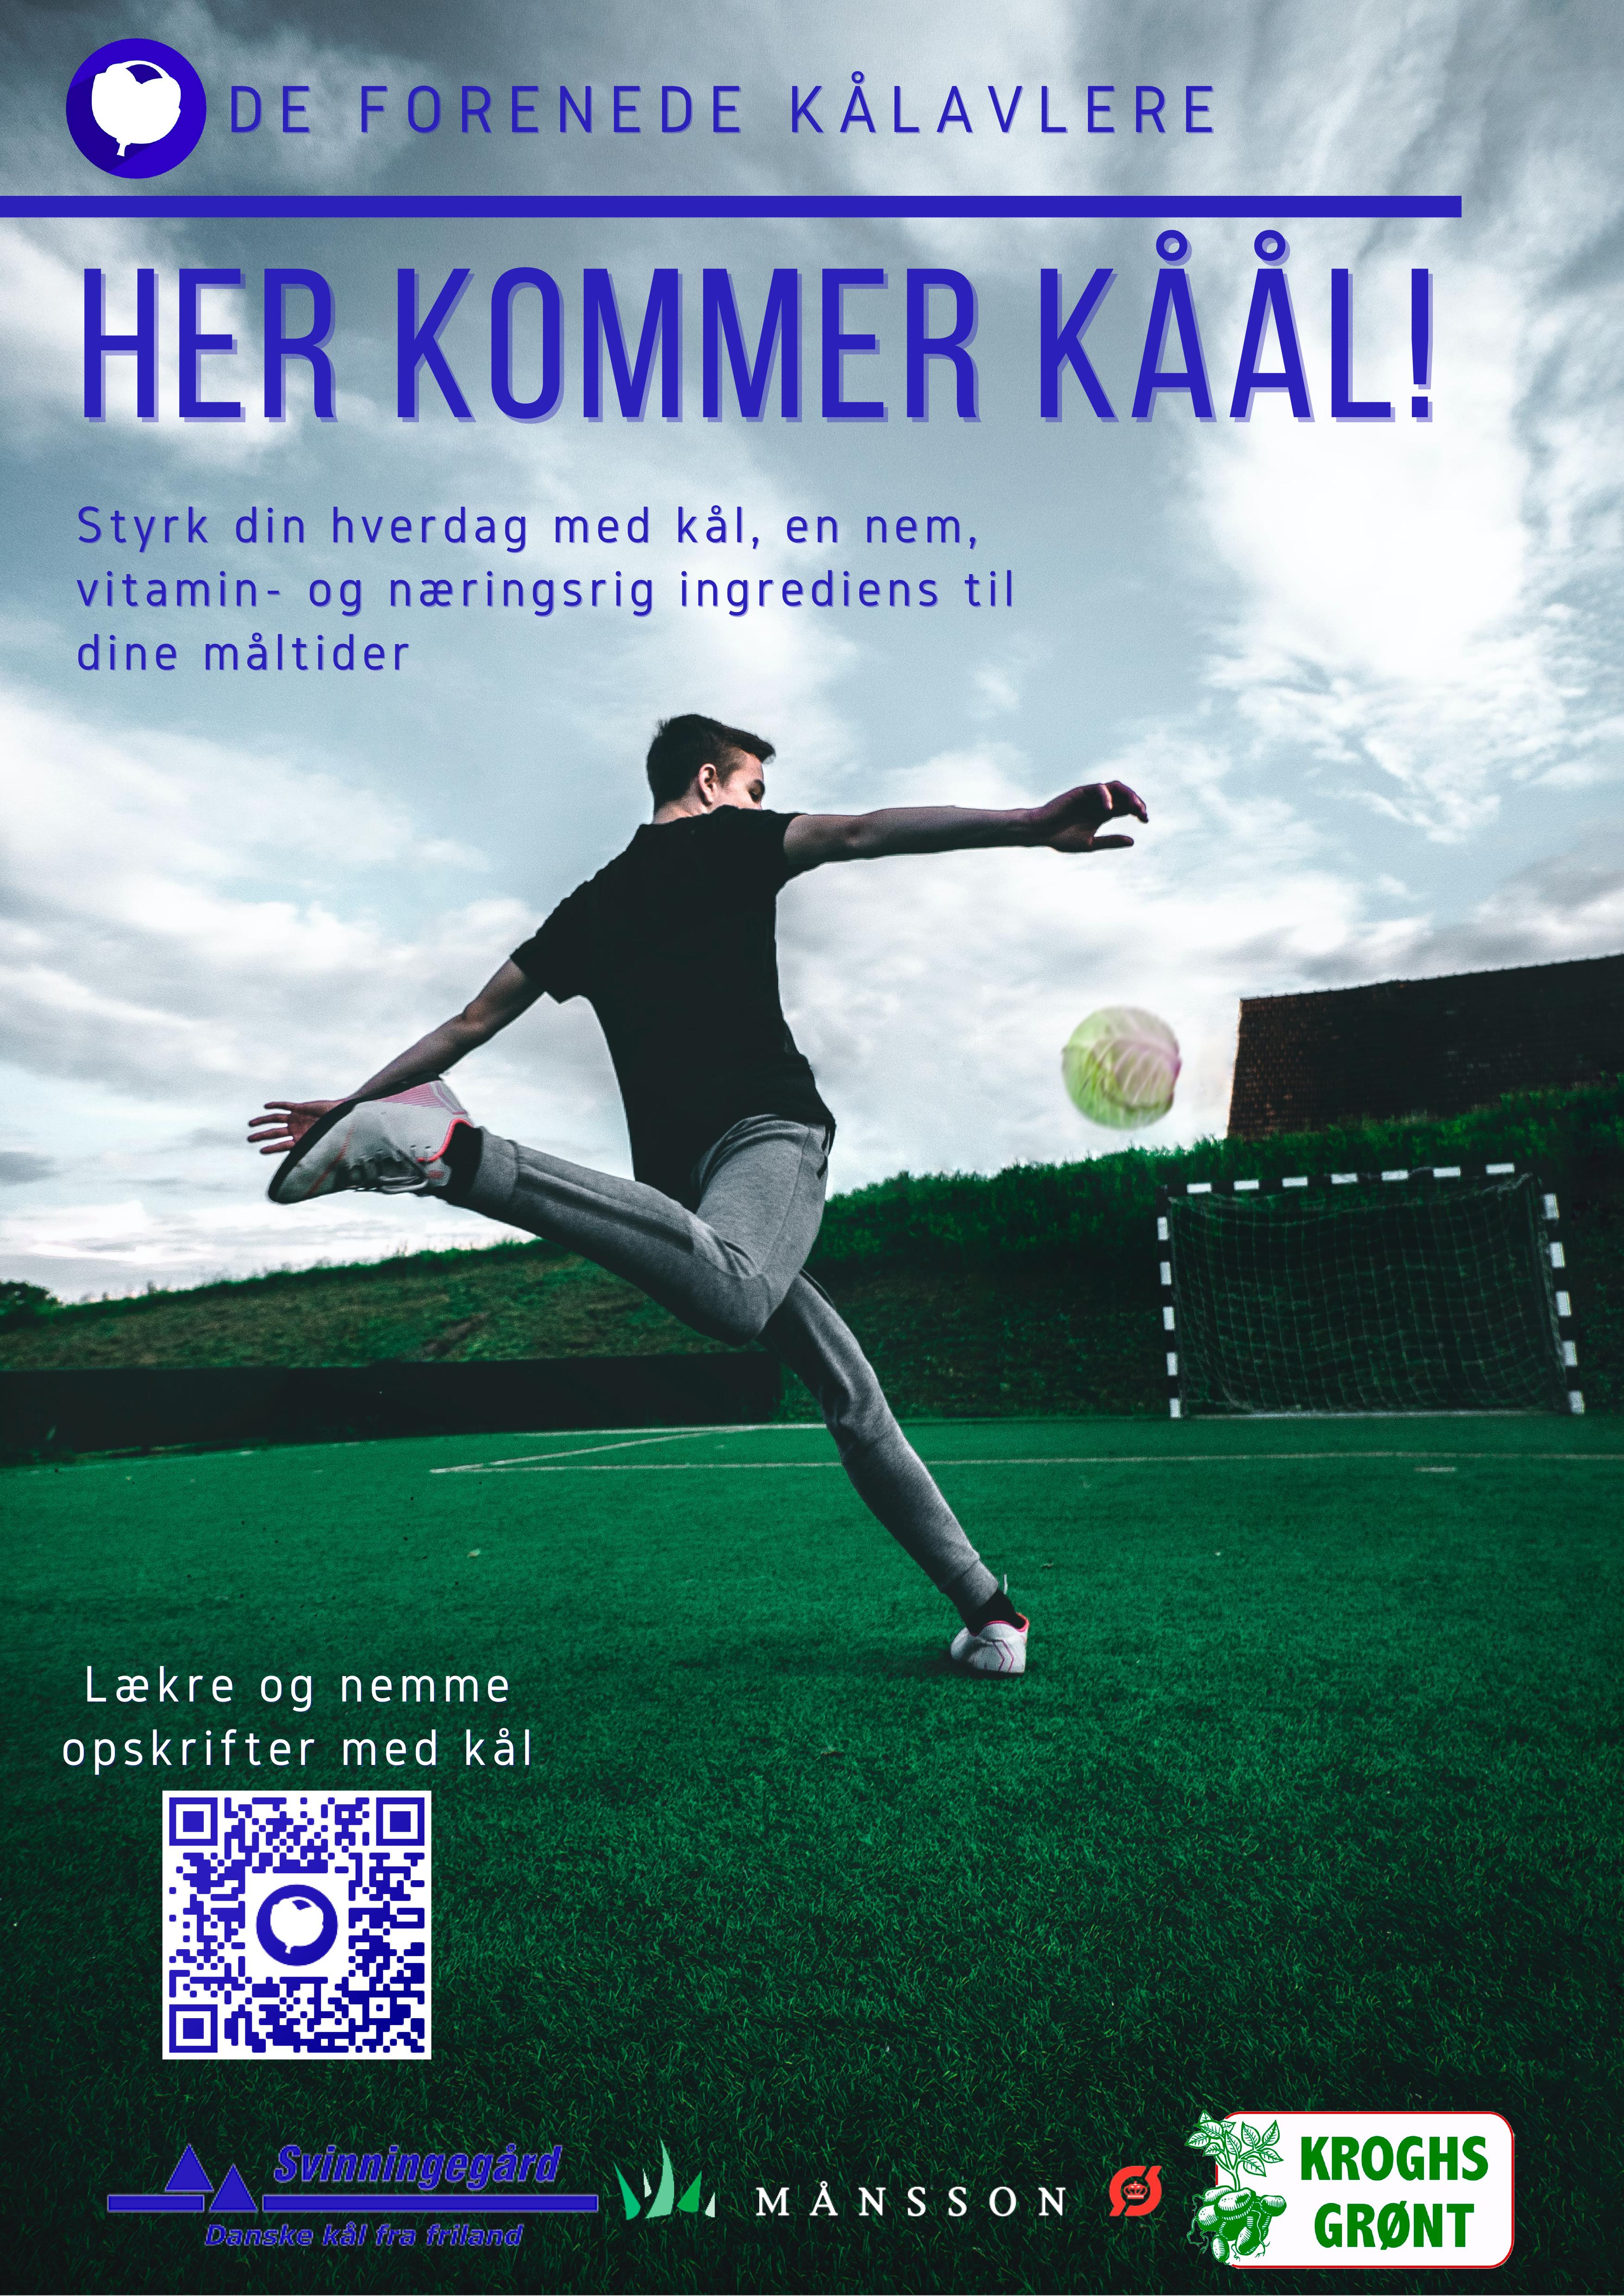 DE FORENEDE KÅLAVLERE
HER KOMMER KÅÅL!
Styrk din hverdag med kål, en nem,
vitamin- og næringsrig ingrediens til
dine måltider
Lækre og nemme
opskrifter med kål
Svinningegård
Danske kål fra friland
MÅNSSON
Ø
KROGHS
GRØNT